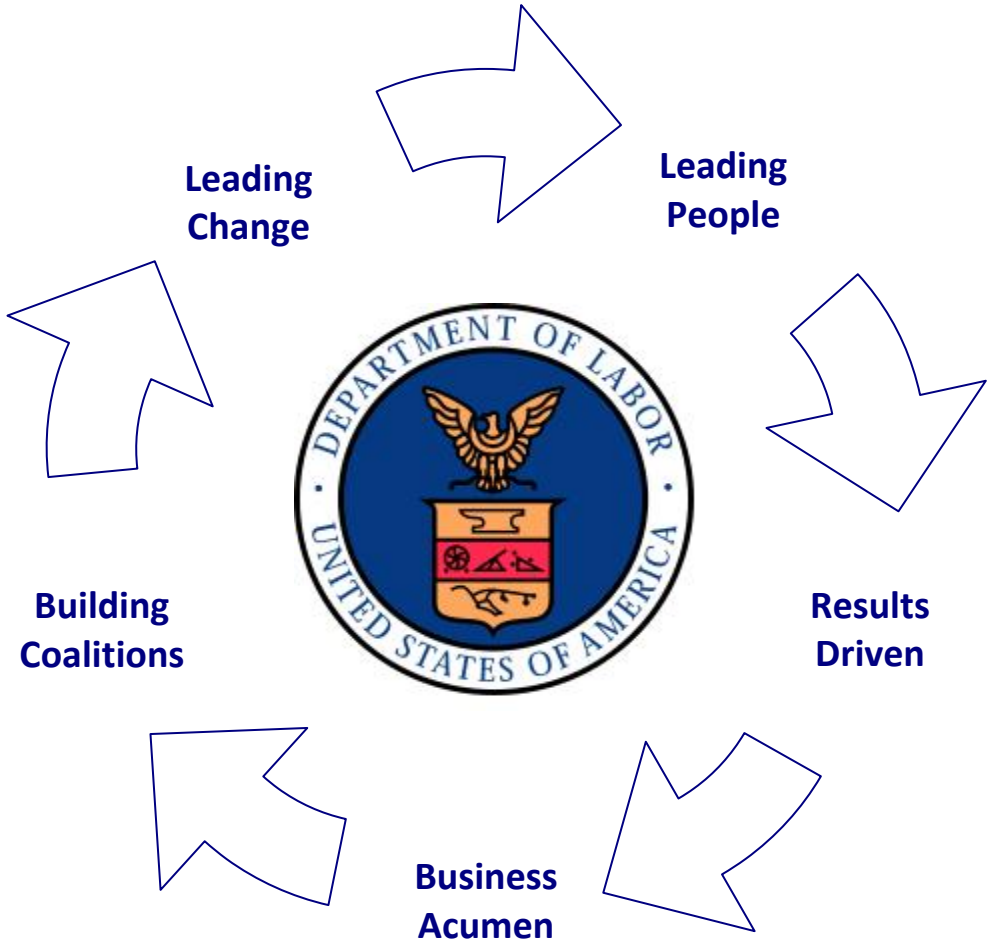 Leading
Change
Leading
People
DEPARTMENT OF LABOR
UNITED STATES OF AMERICA
Building
Coalitions
Results
Driven
Business
Acumen